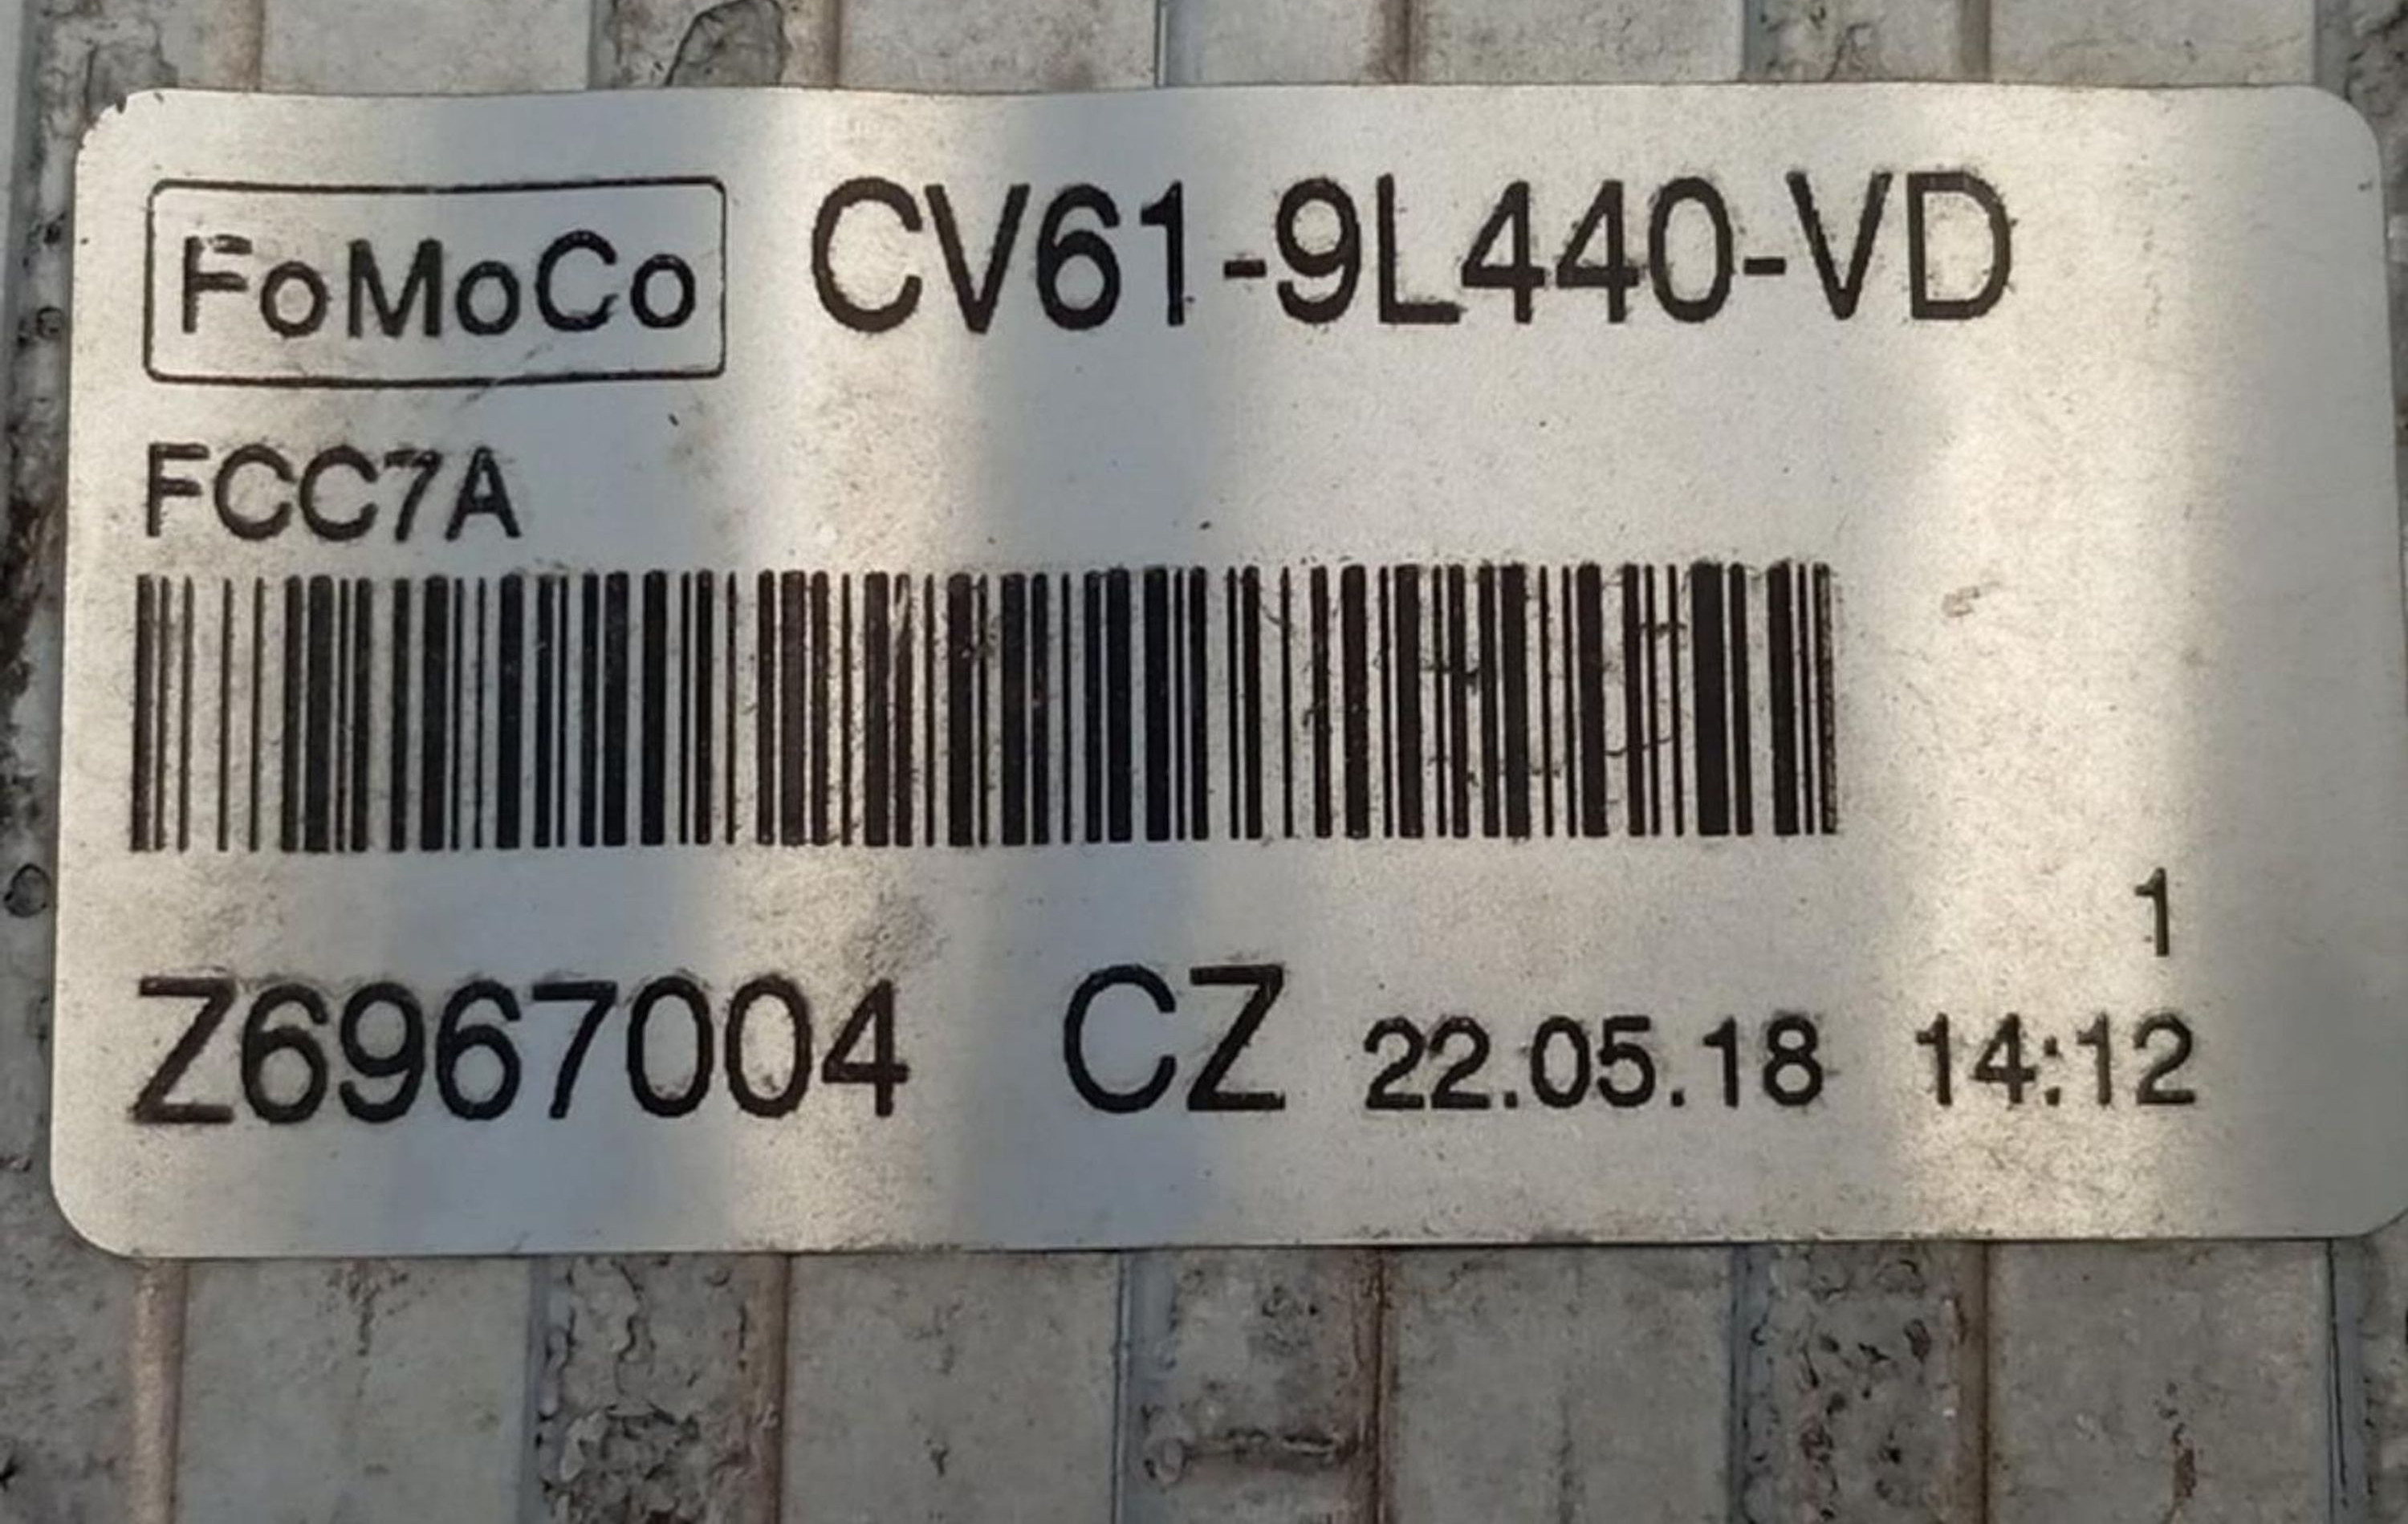 FoMoCo CV61-9L440-VD
FCC7A
1
Z6967004 CZ 22.05.18 14:12